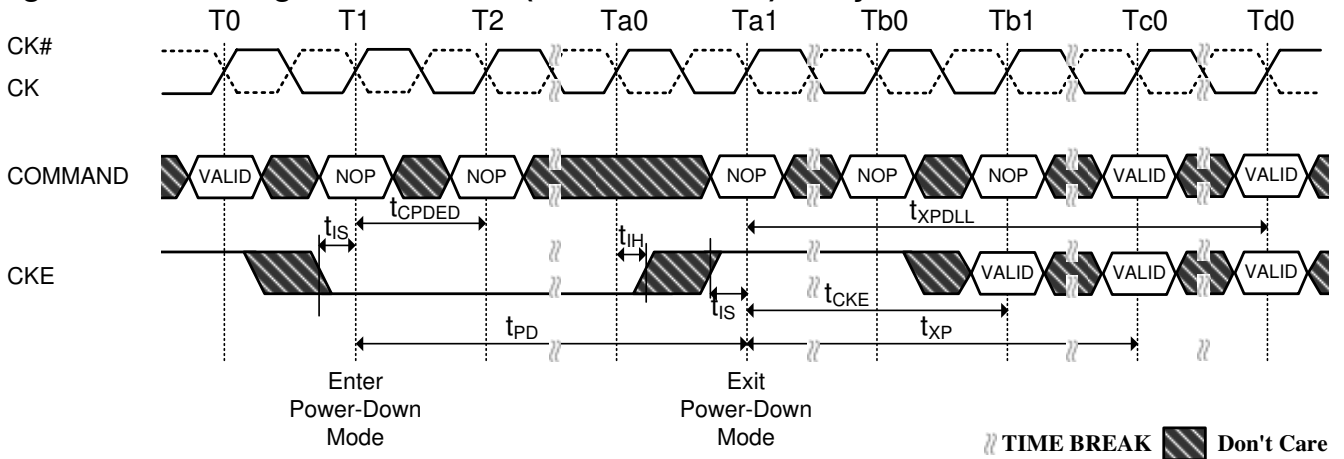 T0 T1 T2 Ta0 Ta1 Tb0 Tb1 Tc0 Td0
CK#
CK
COMMAND VALID NOP NOP NOP NOP NOP VALID VALID
tCPDED tXPDLL
tIS tIH
CKE VALID VALID VALID
tIS tCKE
tPD tXP
Enter
Power-Down
Mode
Exit
Power-Down
Mode
TIME BREAK Don't Care